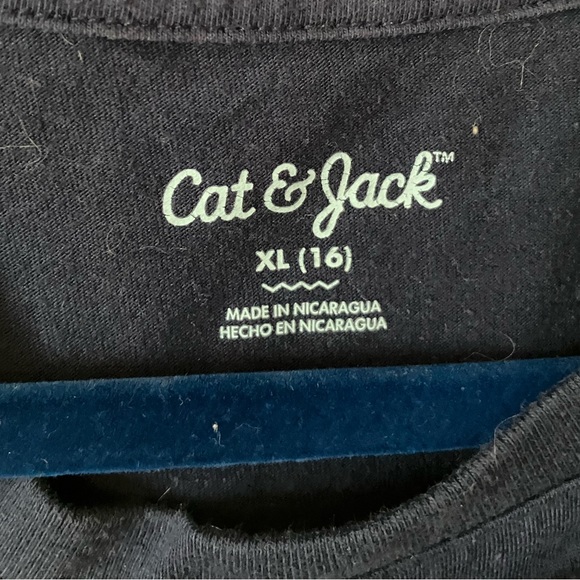 Cat & Jack™
XL (16)
MADE IN NICARAGUA
HECHO EN NICARAGUA